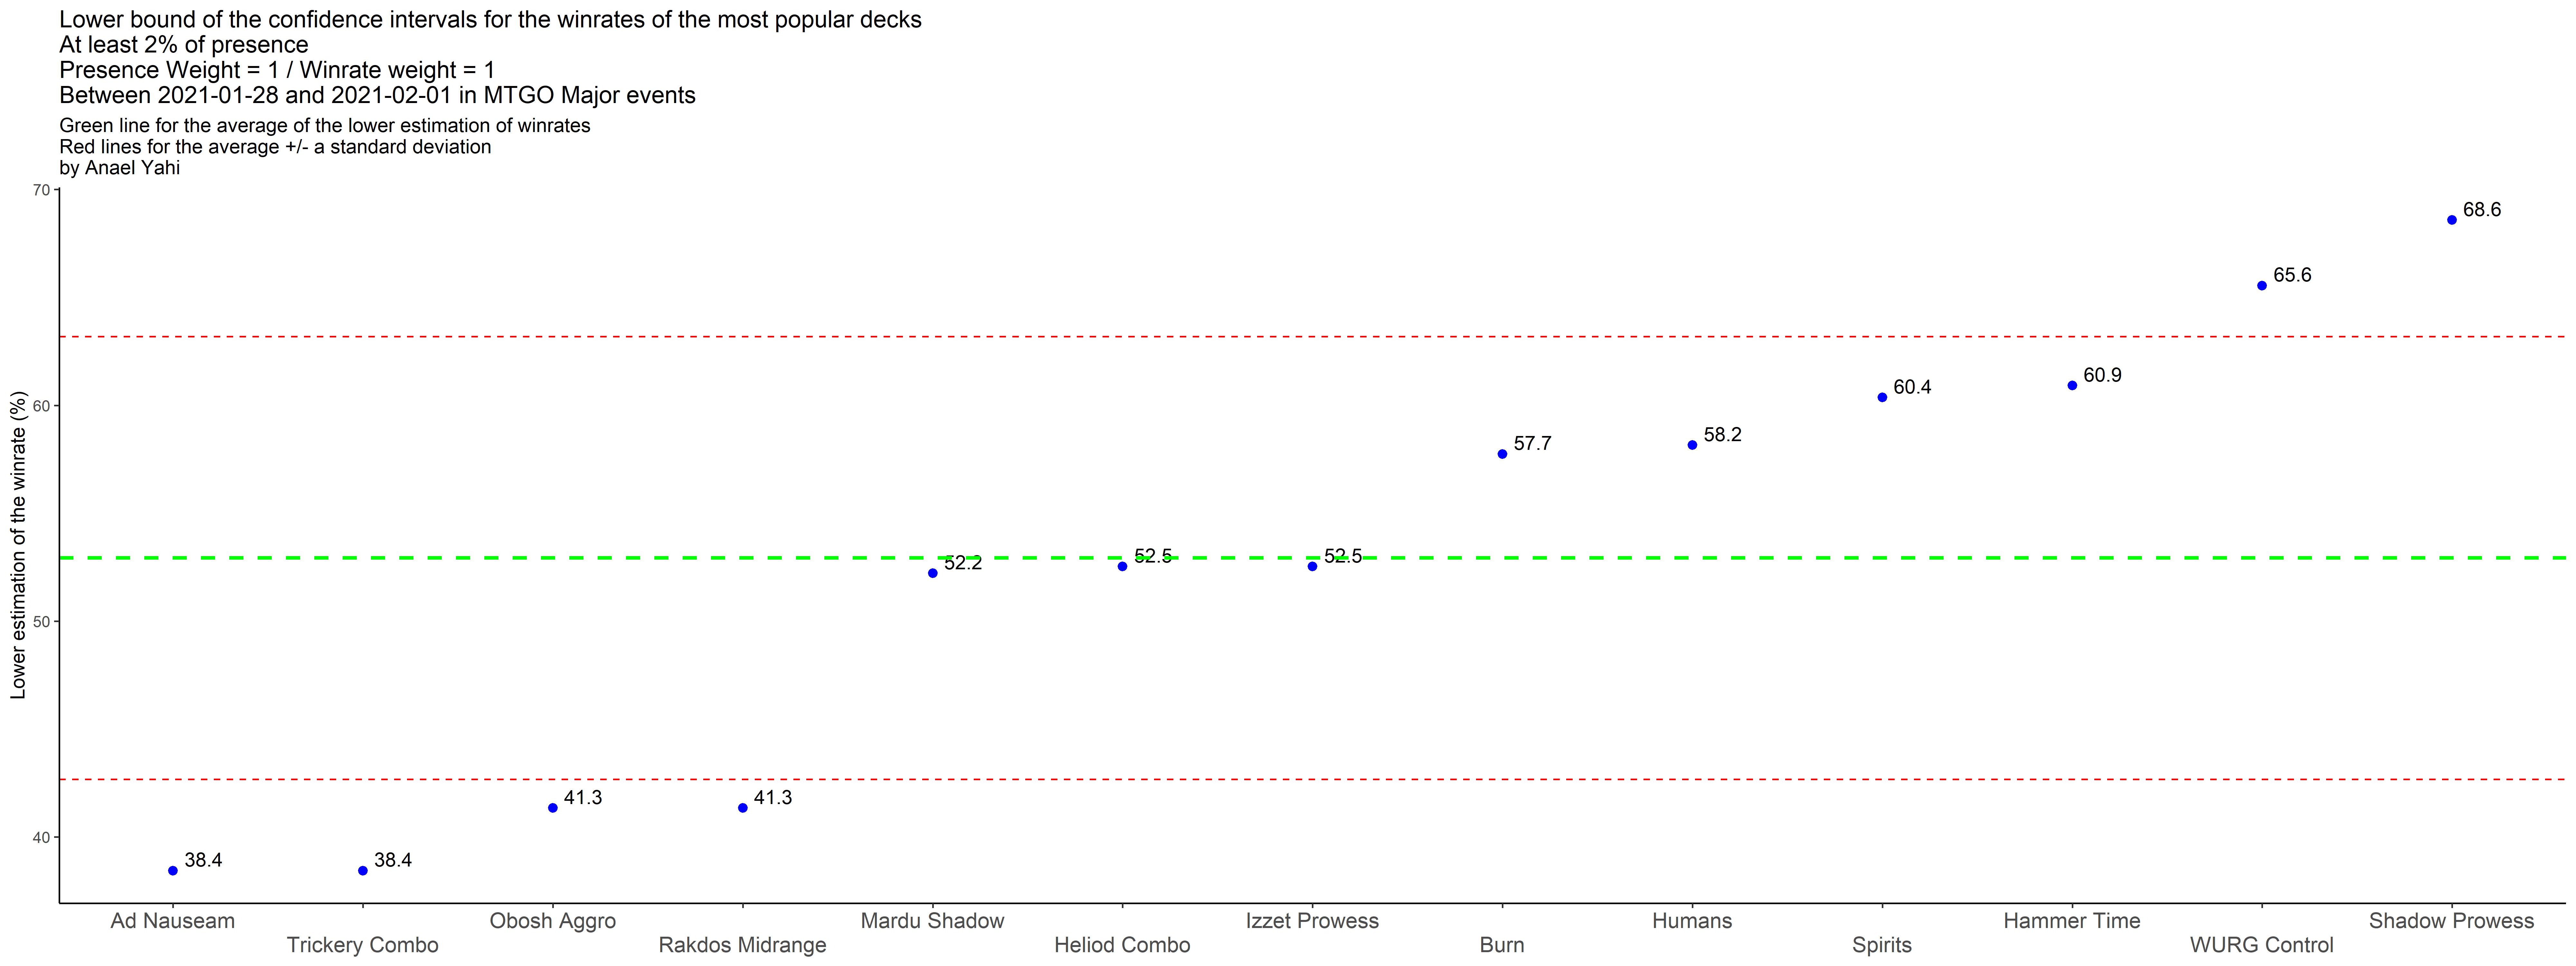 Lower bound of the confidence intervals for the winrates of the most popular decks
At least 2% of presence
Presence Weight = 1 / Winrate weight = 1
Between 2021-01-28 and 2021-02-01 in MTGO Major events
Green line for the average of the lower estimation of winrates
Red lines for the average +/- a standard deviation
by Anael Yahi
70
68.6
65.6
60.9
60.4
60
58.2
57.7
52.2
52.5
52.5
50
41.3
41.3
40
38.4
38.4
Lower estimation of the winrate (%)
Ad Nauseam
Trickery Combo
Obosh Aggro
Rakdos Midrange
Mardu Shadow
Heliod Combo
Izzet Prowess
Burn
Humans
Spirits
Hammer Time
WURG Control
Shadow Prowess